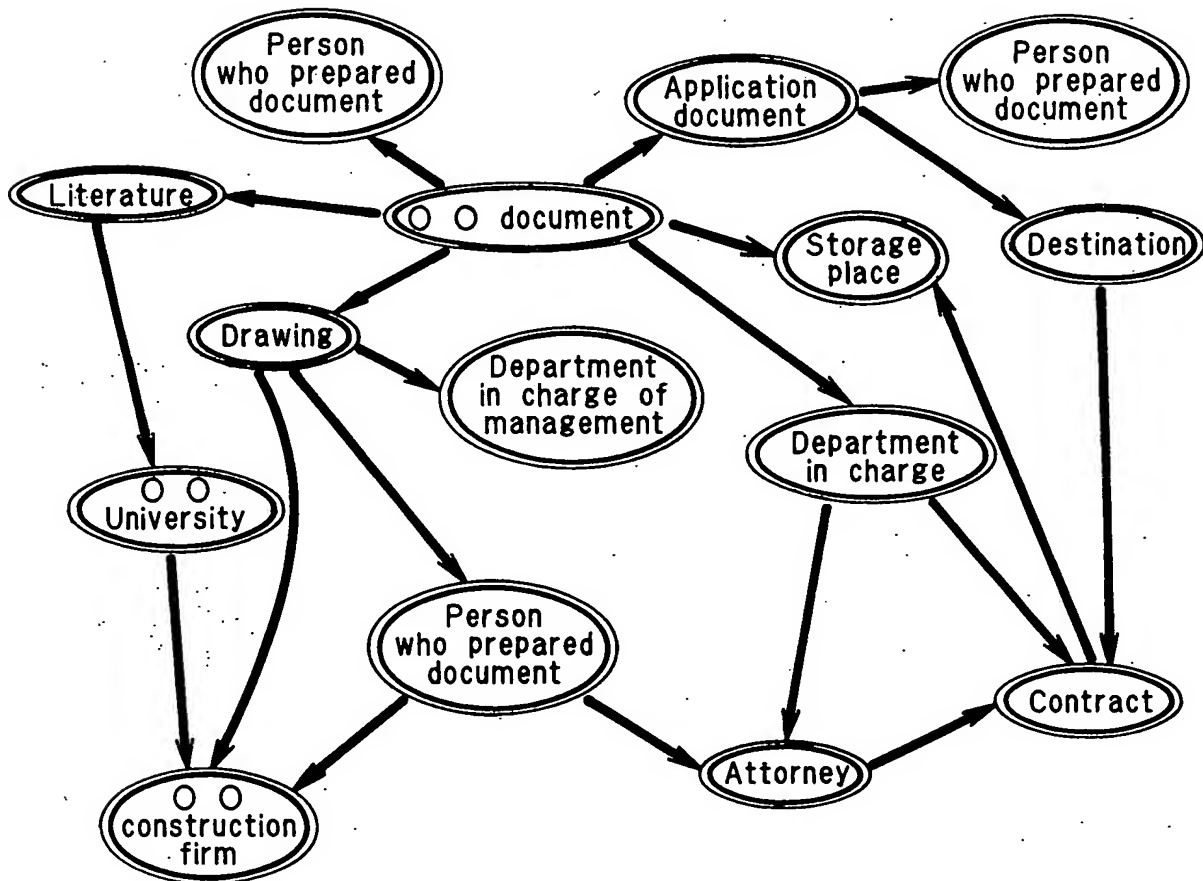 Person
who prepared
document
Application
document
Person
who prepared
document
Literature
○ ○ document
Storage
place
Destination
Drawing
Department
in charge of
management
Department
in charge
○ ○
University
Person
who prepared
document
Contract
Attorney
○ ○
construction
firm